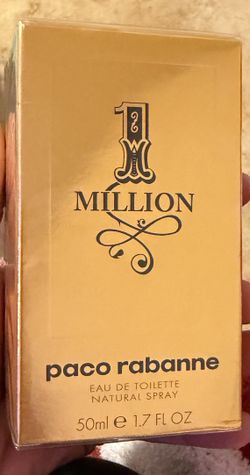 1
MILLION
paco rabanne
EAU DE TOILETTE
NATURAL SPRAY
50ml e 1.7 FL OZ